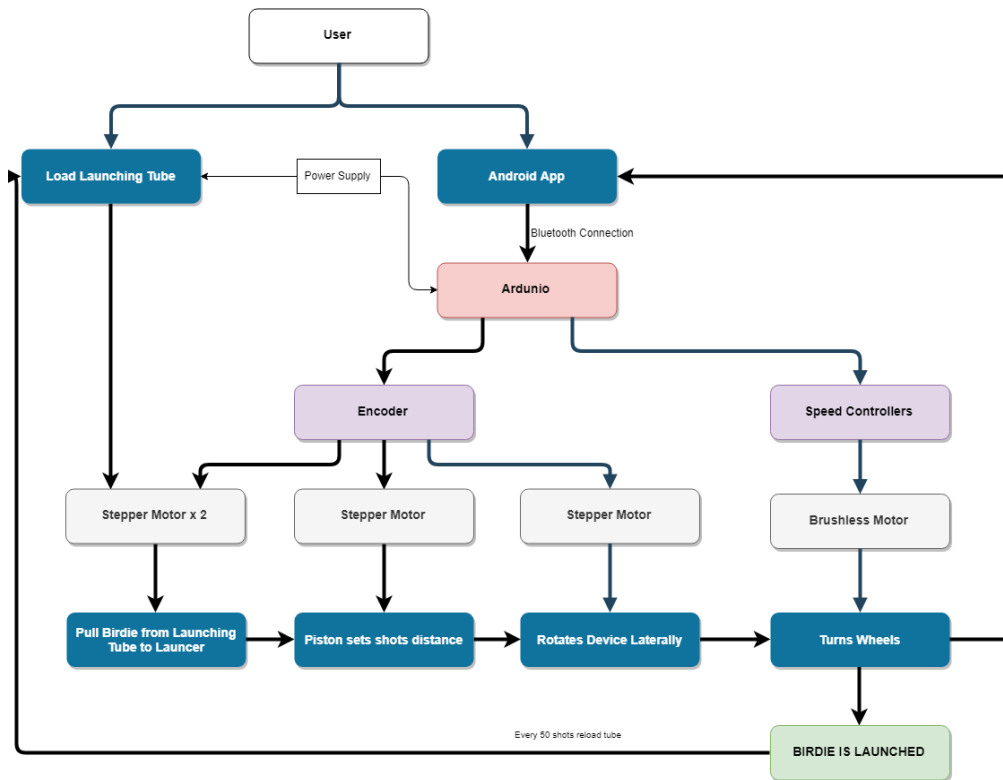 User
Load Launching Tube
Power Supply
Android App
Bluetooth Connection
Ardunio
Encoder
Speed Controllers
Stepper Motor x 2
Stepper Motor
Stepper Motor
Brushless Motor
Pull Birdie from Launching
Tube to Launcer
Piston sets shots distance
Rotates Device Laterally
Turns Wheels
Every 50 shots reload tube
BIRDIE IS LAUNCHED